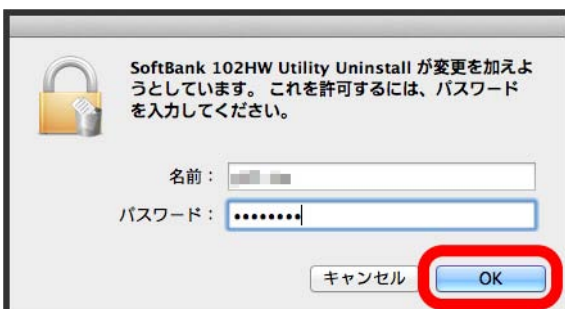 SoftBank 102HW Utility Uninstall が変更を加えよ
うとしています。 これを許可するには、パスワード
を入力してください。
名前：
パスワード： ••••••••
キャンセル OK